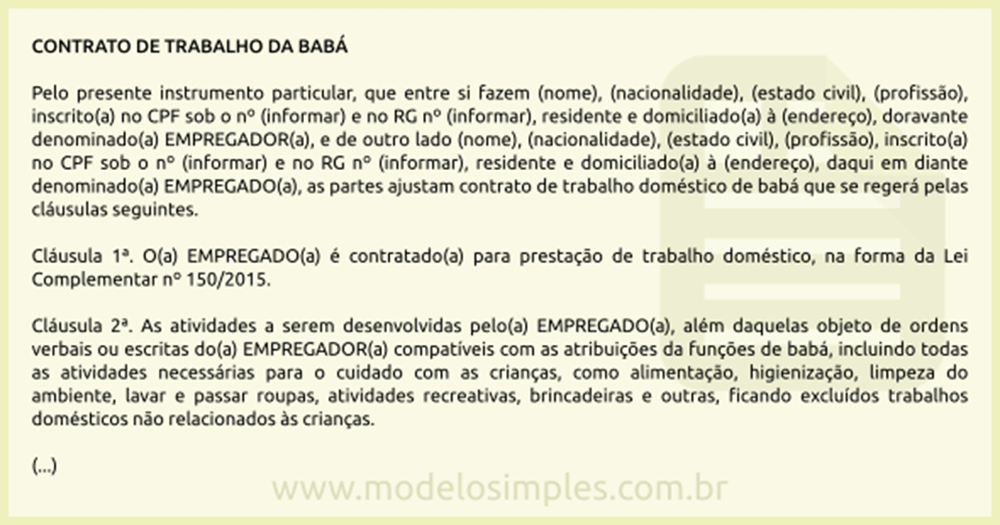 CONTRATO DE TRABALHO DA BABÁ
Pelo presente instrumento particular, que entre si fazem (nome), (nacionalidade), (estado civil), (profissão),
inscrito(a) no CPF sob o nº (informar) e no RG nº (informar), residente e domiciliado(a) à (endereço), doravante
denominado(a) EMPREGADOR(a), e de outro lado (nome), (nacionalidade), (estado civil), (profissão), inscrito(a)
no CPF sob o nº (informar) e no RG nº (informar), residente e domiciliado(a) à (endereço), daqui em diante
denominado(a) EMPREGADO(a), as partes ajustam contrato de trabalho doméstico de babá que se regerá pelas
cláusulas seguintes.
Cláusula 1ª. O(a) EMPREGADO(a) é contratado(a) para prestação de trabalho doméstico, na forma da Lei
Complementar nº 150/2015.
Cláusula 2ª. As atividades a serem desenvolvidas pelo(a) EMPREGADO(a), além daquelas objeto de ordens
verbais ou escritas do(a) EMPREGADOR(a) compatíveis com as atribuições da funções de babá, incluindo todas
as atividades necessárias para o cuidado com as crianças, como alimentação, higienização, limpeza do
ambiente, lavar e passar roupas, atividades recreativas, brincadeiras e outras, ficando excluídos trabalhos
domésticos não relacionados às crianças.
(...)
www.modelosimples.com.br